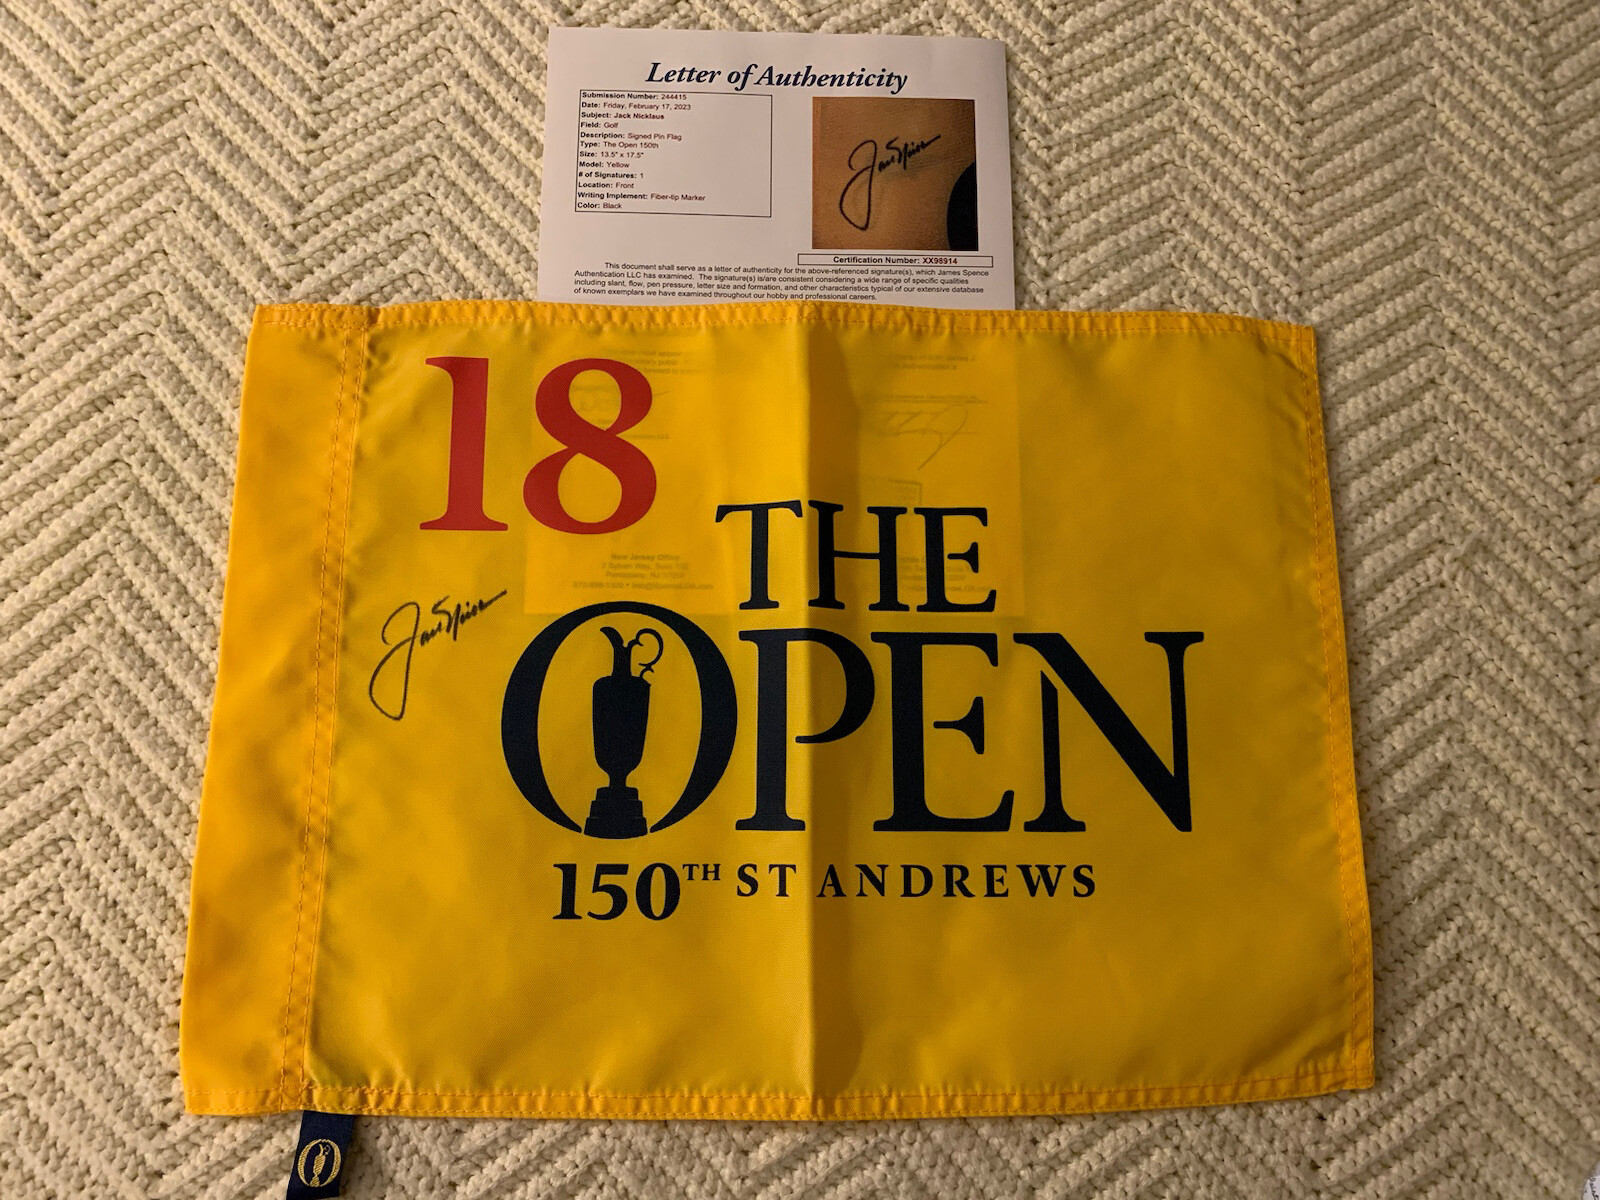 Letter of Authenticity
Submission Number: 244415
Date: Friday, February 17, 2023
Subject: Jack Nicklaus
Field: Golf
Description: Signed Pin Flag
Type: The Open 150th
Size: 13.5" x 17.5"
Model: Yellow
# of Signatures: 1
Location: Front
Writing Implement: Fiber-tip Marker
Color: Black
Certification Number: XX98914
This document shall serve as a letter of authenticity for the above-referenced signature(s), which James Spence
Authentication LLC has examined. The signature(s) is/are consistent considering a wide range of specific qualities
including slant, flow, pen pressure, letter size and formation, and other characteristics typical of our extensive database
of known exemplars we have examined throughout our hobby and professional careers.
18
THE
OPEN
150TH ST ANDREWS
New Jersey Office